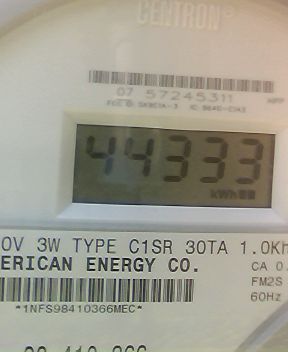 CENTRON®
07 57245311
44333
kWh
0V 3W TYPE C1SR 30TA 1.0Kh
ERICAN ENERGY CO.
CA 0.
FM2S
60Hz
*1NFS98410366MEC*